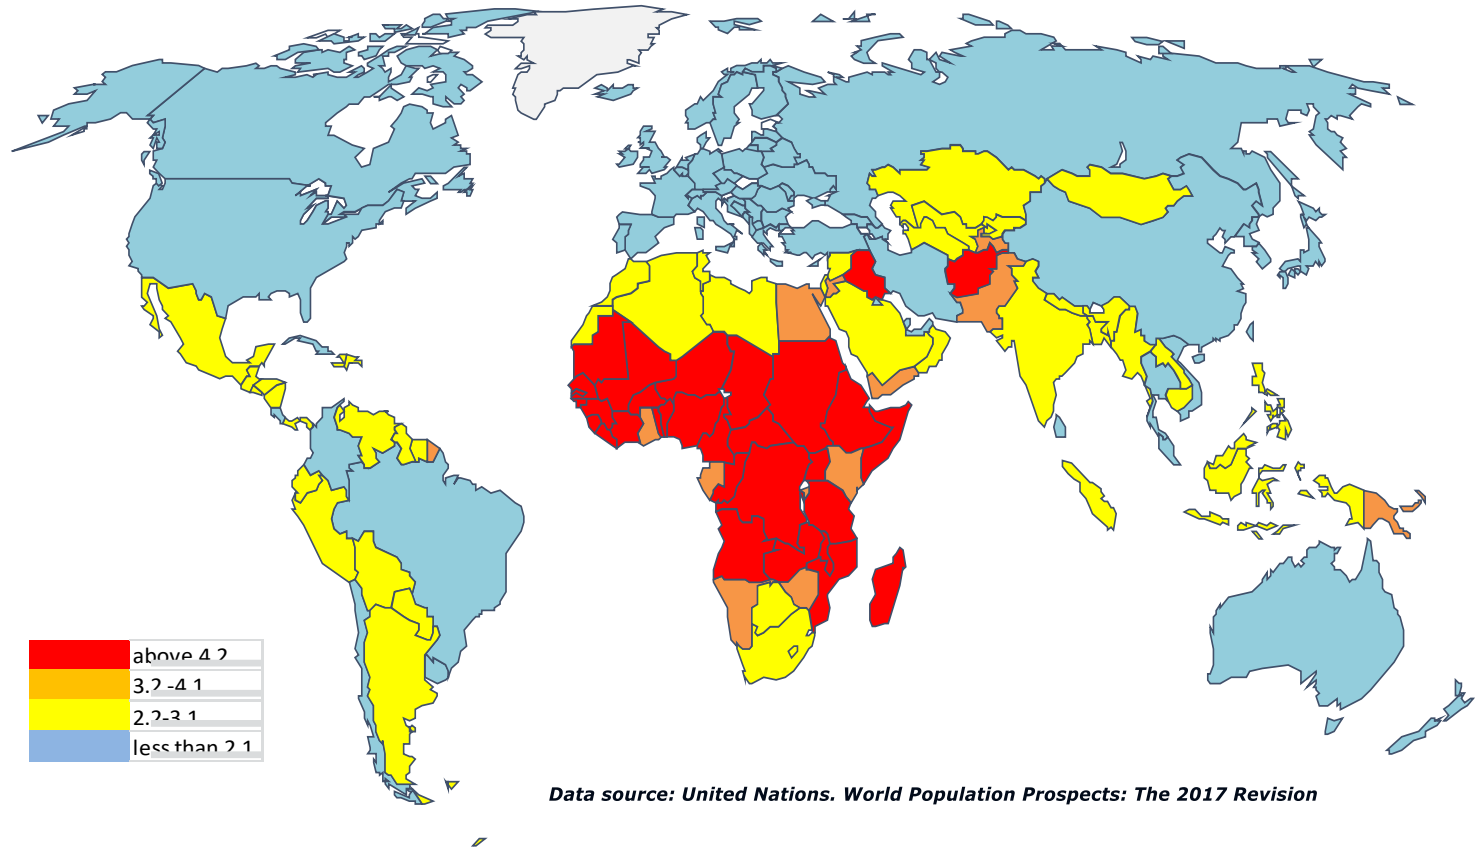 above 4.2
3.2 -4.1
2.2-3.1
less than 2.1
Data source: United Nations. World Population Prospects: The 2017 Revision